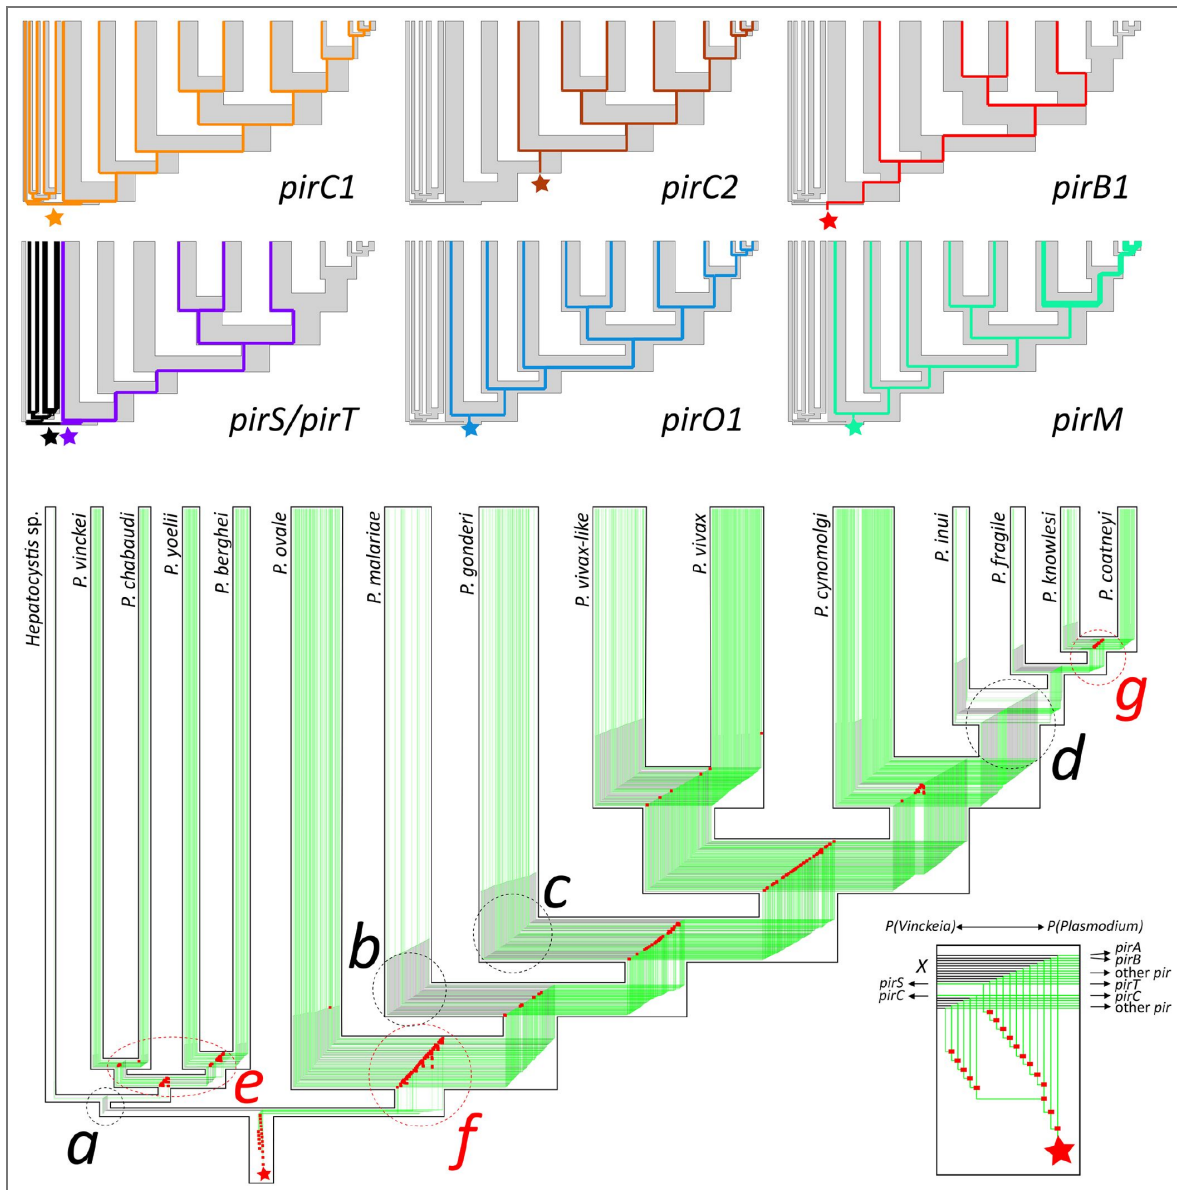 pirC1
pirC2
pirB1
pirS/pirT
pirO1
pirM
Hepatocystis sp.
P. vinckei
P. chabaudi
P. yoelii
P. berghei
P. ovale
P. malariae
P. gonderi
P. vivax-like
P. vivax
P. cynomolgi
P. inui
P. fragile
P. knowlesi
P. coatneyi
g
d
c
b
e
a
f
P(Vinckeia)
P(Plasmodium)
pirA
pirB
X
other pir
pirS
pirT
pirC
pirC
other pir